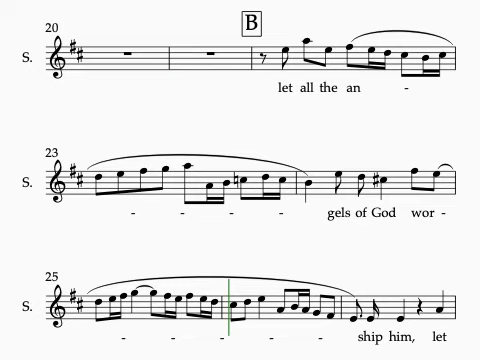 20
B
S.
let all the an -
23
S.
- - - - gels of God wor -
25
S.
- - - - - ship him, let